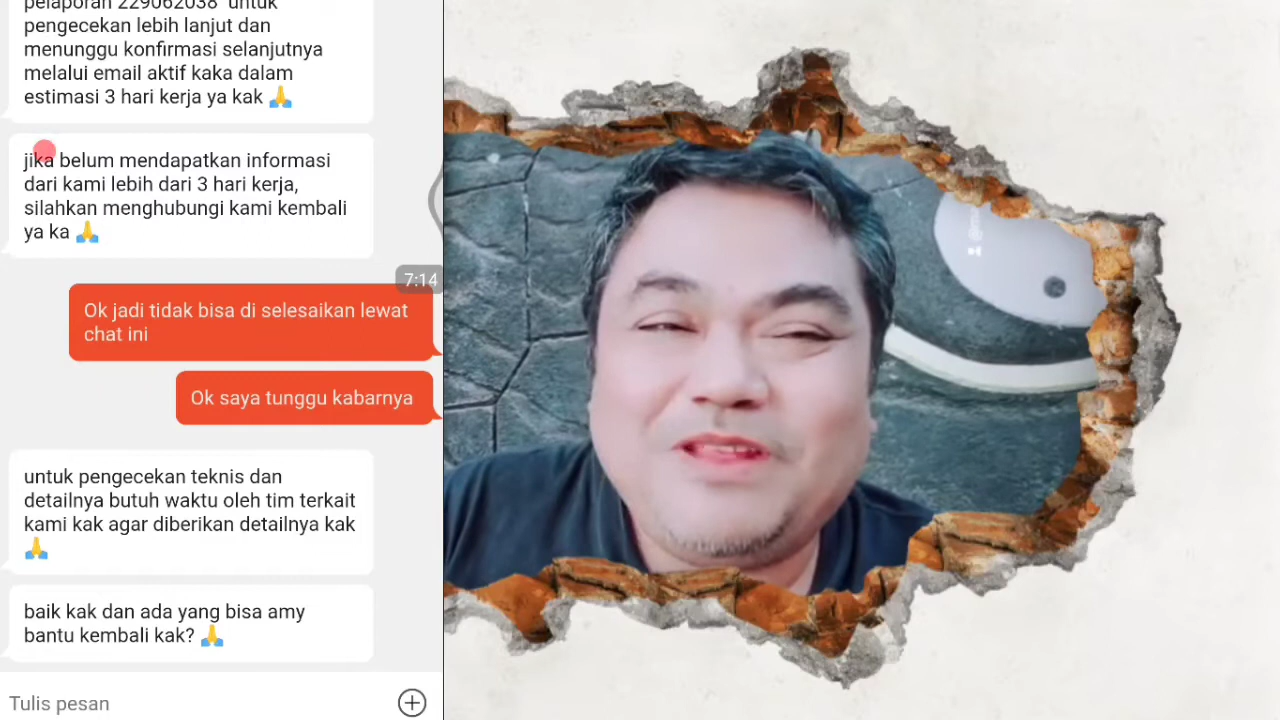 pelaporan 229062038 untuk
pengecekan lebih lanjut dan
menunggu konfirmasi selanjutnya
melalui email aktif kaka dalam
estimasi 3 hari kerja ya kak 🙏
jika belum mendapatkan informasi
dari kami lebih dari 3 hari kerja,
silahkan menghubungi kami kembali
ya ka 🙏
7:14
Ok jadi tidak bisa di selesaikan lewat
chat ini
Ok saya tunggu kabarnya
untuk pengecekan teknis dan
detailnya butuh waktu oleh tim terkait
kami kak agar diberikan detailnya kak
🙏
baik kak dan ada yang bisa amy
bantu kembali kak? 🙏
Tulis pesan